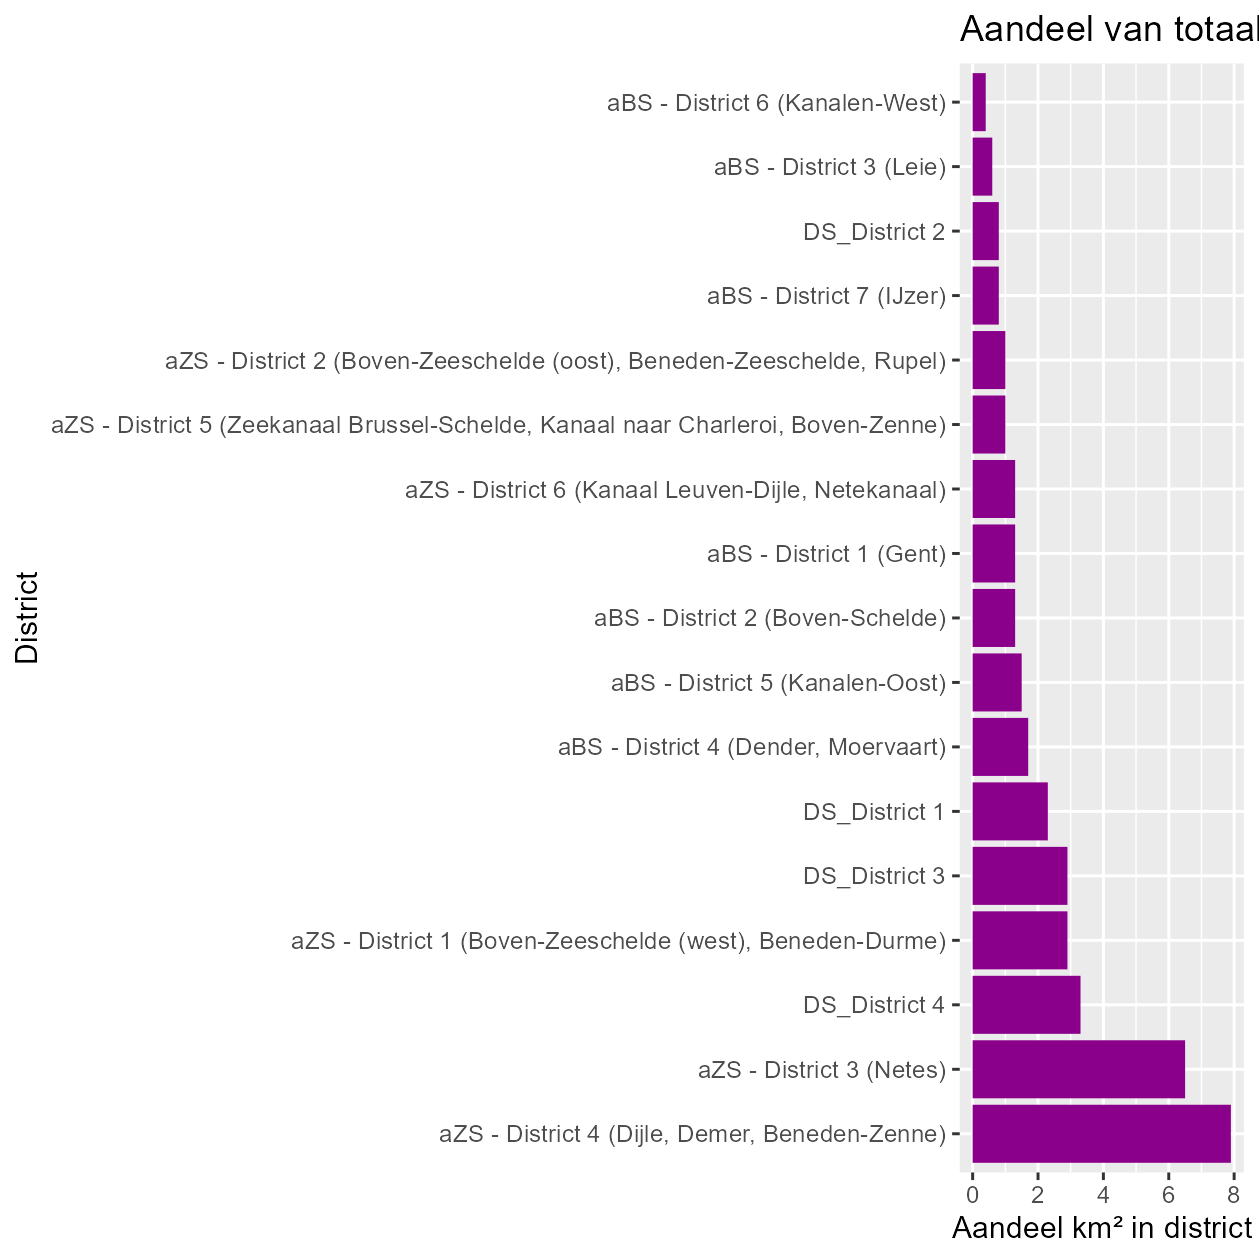 Aandeel van totaal
aBS - District 6 (Kanalen-West)
aBS - District 3 (Leie)
DS_District 2
aBS - District 7 (IJzer)
aZS - District 2 (Boven-Zeeschelde (oost), Beneden-Zeeschelde, Rupel)
aZS - District 5 (Zeekanaal Brussel-Schelde, Kanaal naar Charleroi, Boven-Zenne)
aZS - District 6 (Kanaal Leuven-Dijle, Netekanaal)
aBS - District 1 (Gent)
aBS - District 2 (Boven-Schelde)
aBS - District 5 (Kanalen-Oost)
aBS - District 4 (Dender, Moervaart)
DS_District 1
DS_District 3
aZS - District 1 (Boven-Zeeschelde (west), Beneden-Durme)
DS_District 4
aZS - District 3 (Netes)
aZS - District 4 (Dijle, Demer, Beneden-Zenne)
District
0 2 4 6 8
Aandeel km² in district